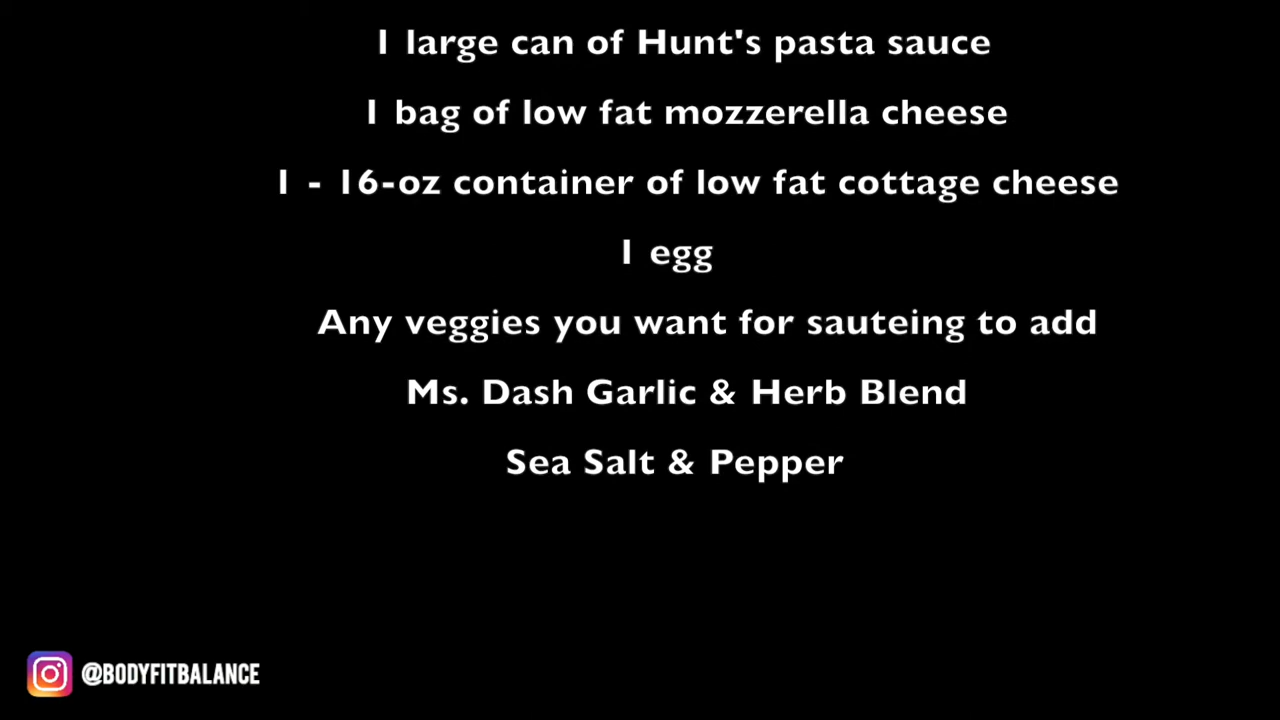 1 large can of Hunt's pasta sauce
1 bag of low fat mozzerella cheese
1 - 16-oz container of low fat cottage cheese
1 egg
Any veggies you want for sauteing to add
Ms. Dash Garlic & Herb Blend
Sea Salt & Pepper
@BODYFITBALANCE